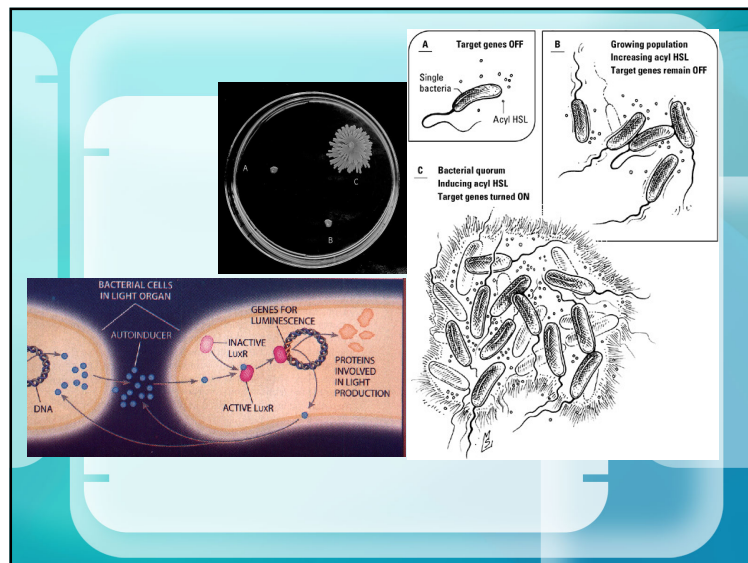 A
Target genes OFF
Single
bacteria
Acyl HSL
B
Growing population
Increasing acyl HSL
Target genes remain OFF
C
Bacterial quorum
Inducing acyl HSL
Target genes turned ON
A
B
C
BACTERIAL CELLS
IN LIGHT ORGAN
AUTOINDUCER
DNA
GENES FOR
LUMINESCENCE
INACTIVE
LuxR
ACTIVE LuxR
PROTEINS
INVOLVED
IN LIGHT
PRODUCTION